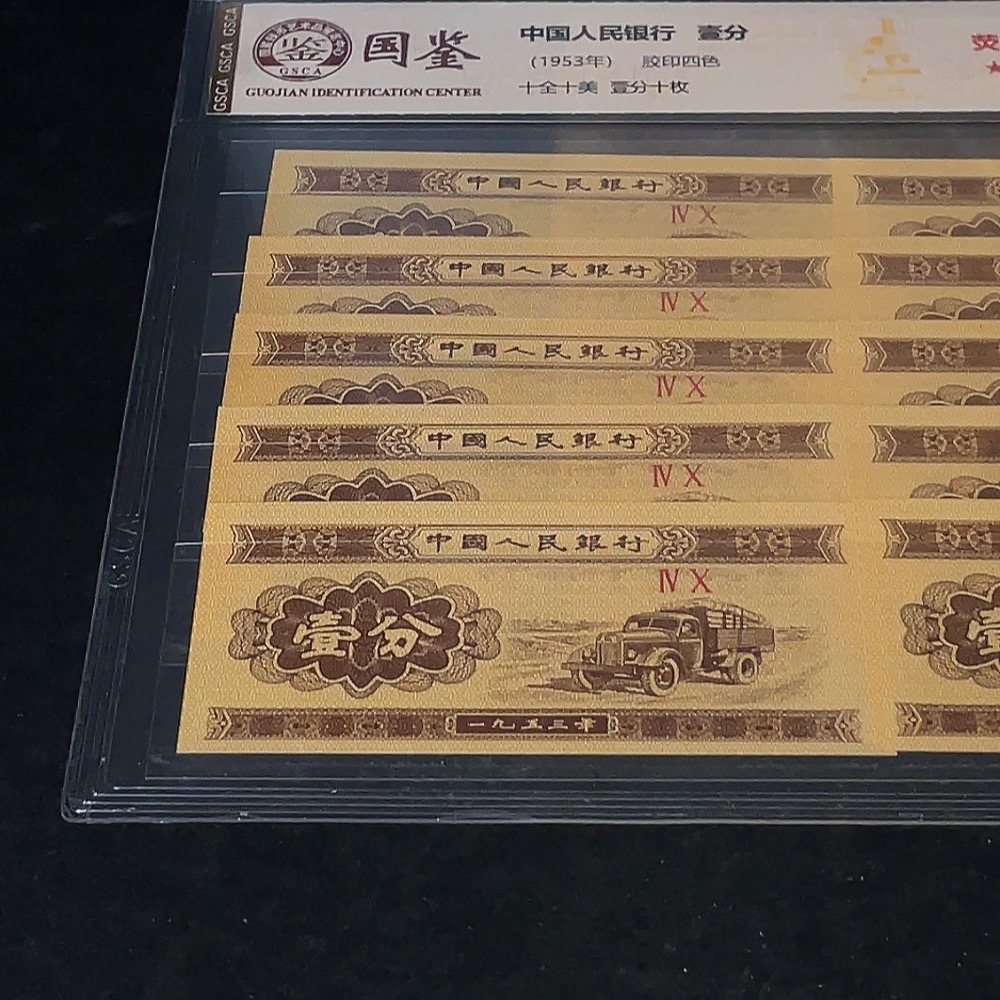 GSCA GSCA GSCA
鉴
GSCA
国鉴
GUOJIAN IDENTIFICATION CENTER
中国人民银行 壹分
(1953年) 胶印四色
十全十美 壹分十枚
荧
中國人民銀行
IV X
中國人民銀行
IV X
中國人民銀行
IV X
中國人民銀行
IV X
中國人民銀行
IV X
壹分
壹
一九五三年
GSCA